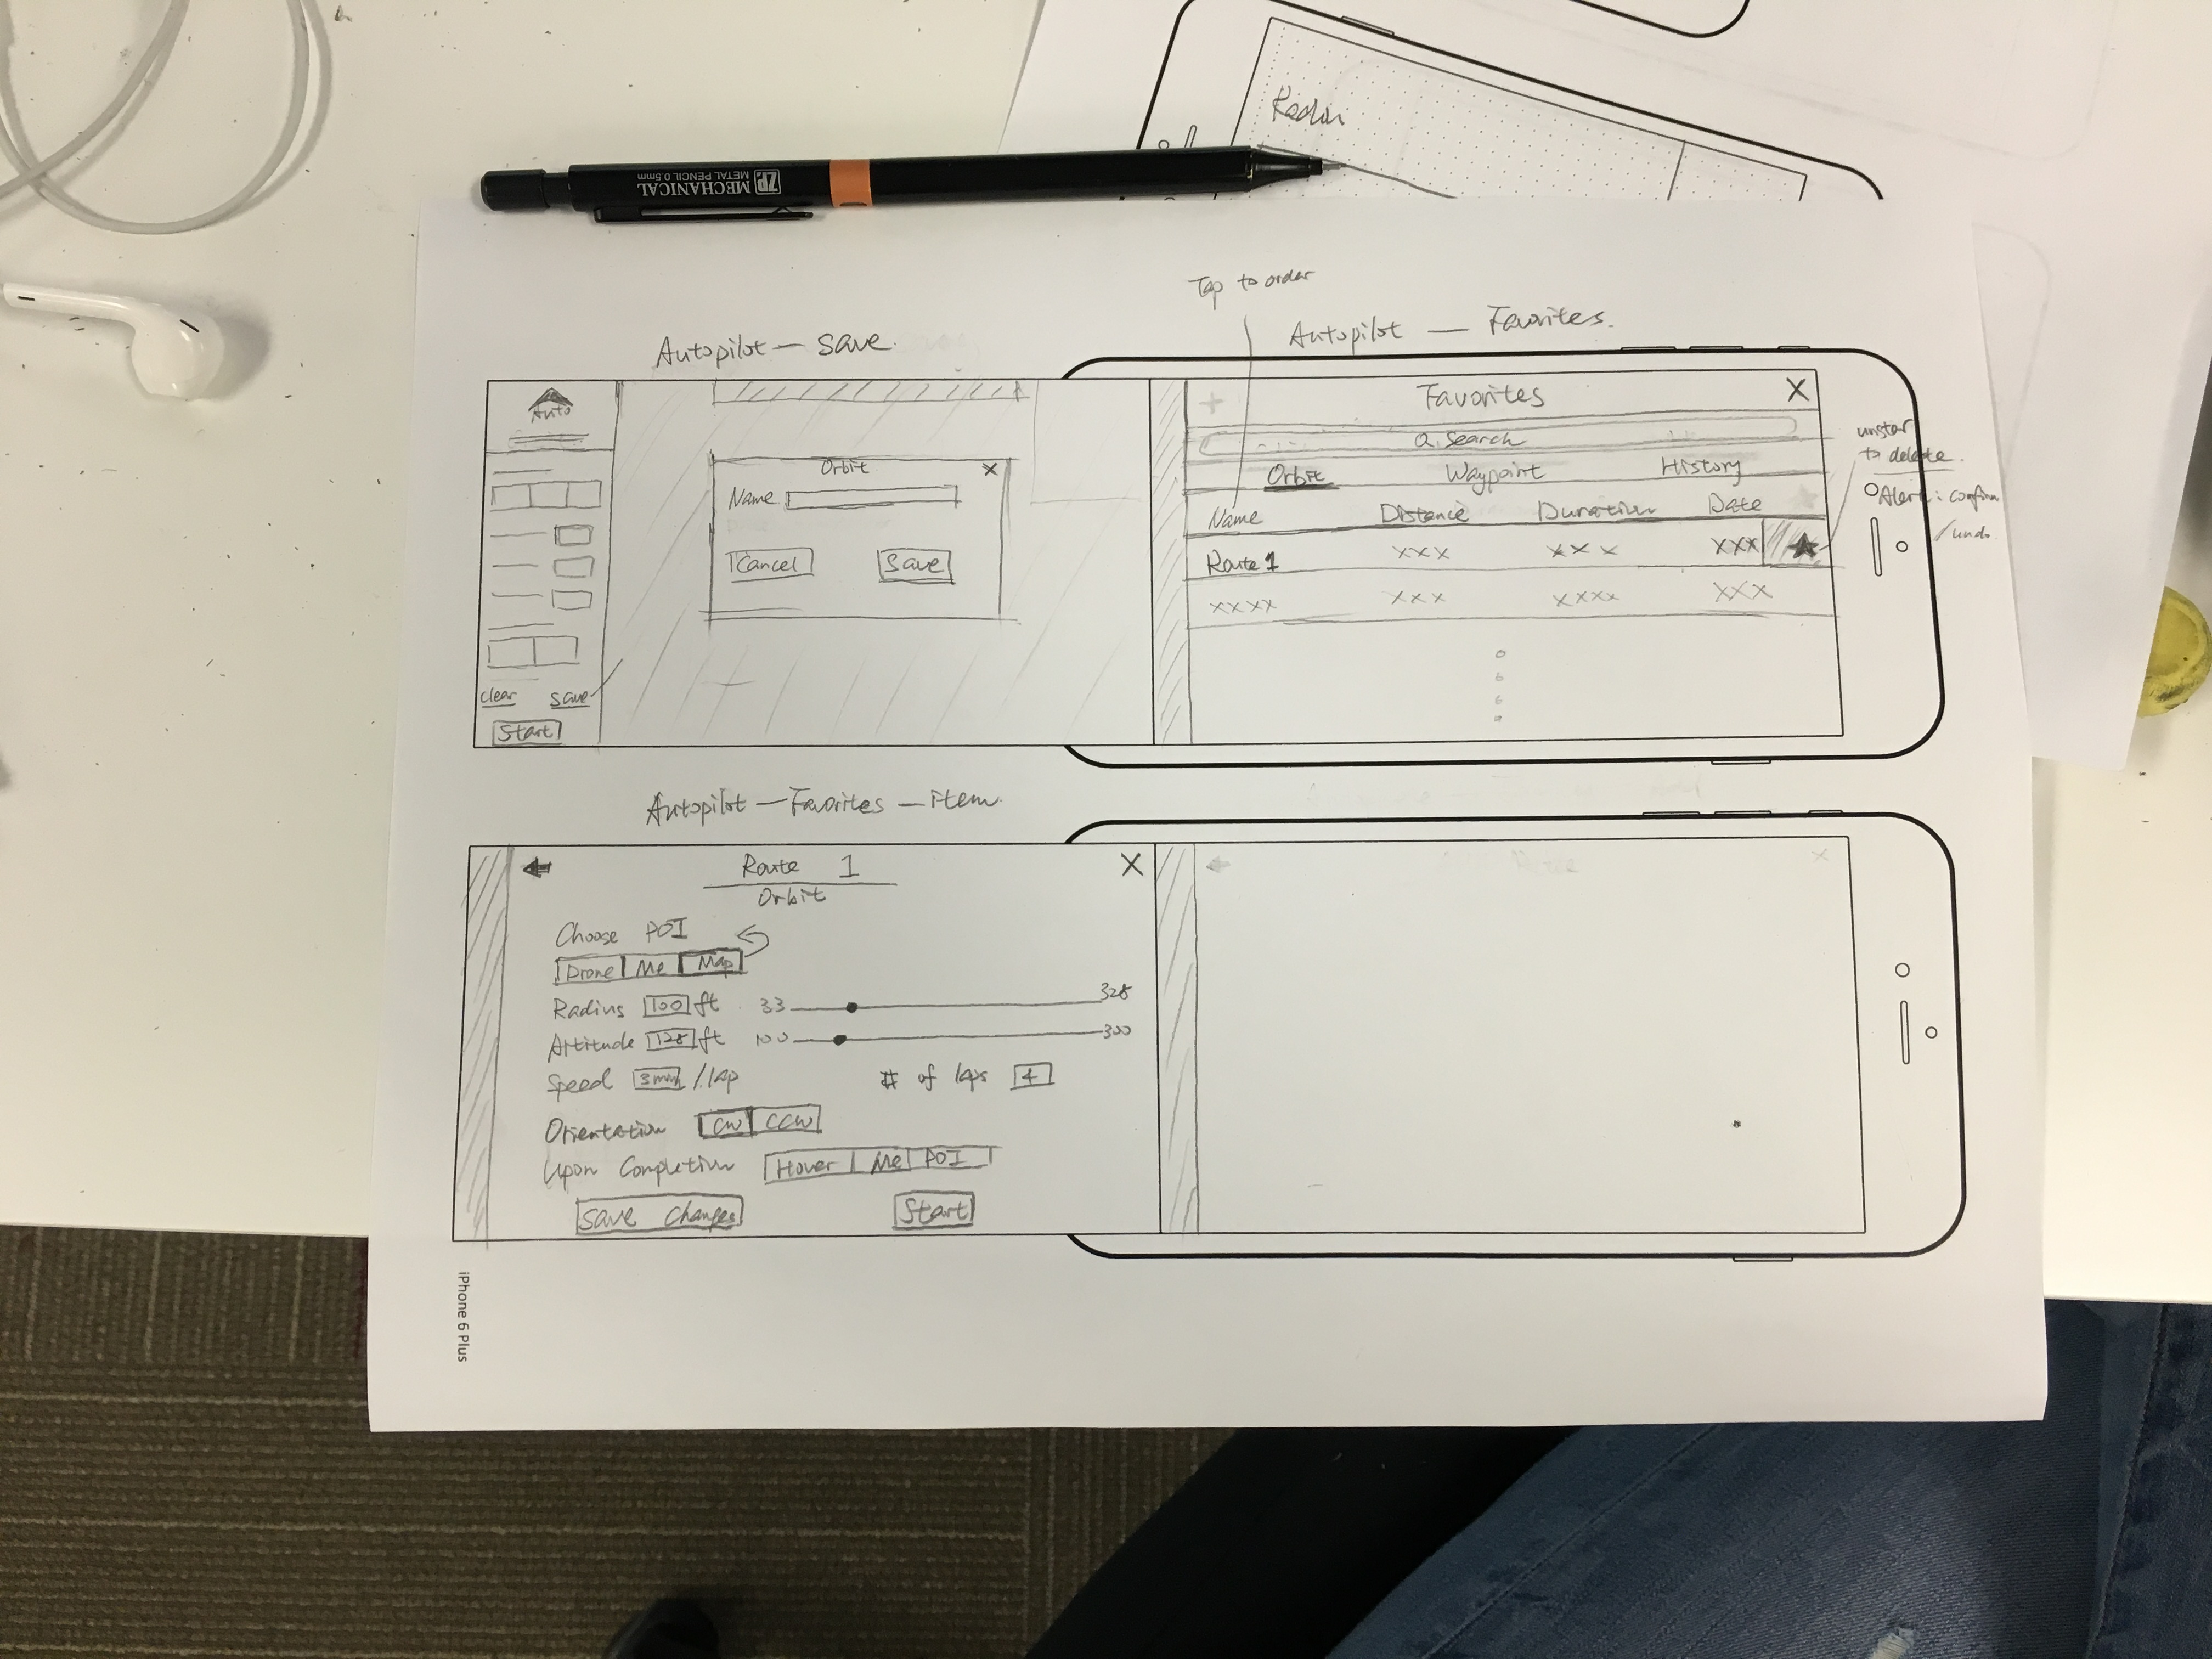 MECHANICAL
METAL PENCIL 0.5mm
ZP
Tap to order
Autopilot — Save.
Autopilot — Favorites.
Auto
Orbit X
Name
Cancel Save
clear save
Start
+ Favorites X
Search
Orbit Waypoint History
Name Distance Duration Date
Route 1 xxx xxx xxx
xxxx xxx xxxx xxx
unstar
to delete.
Alert: confirm
/undo.
Autopilot — Favorites — item.
Route 1 X
Orbit
Choose POI
Drone Me Map
Radius 100 ft 33 328
Altitude 128 ft 100 300
Speed 3min /lap # of laps 4
Orientation CW CCW
Upon Completion Hover Me POI
Save Changes Start
iPhone 6 Plus